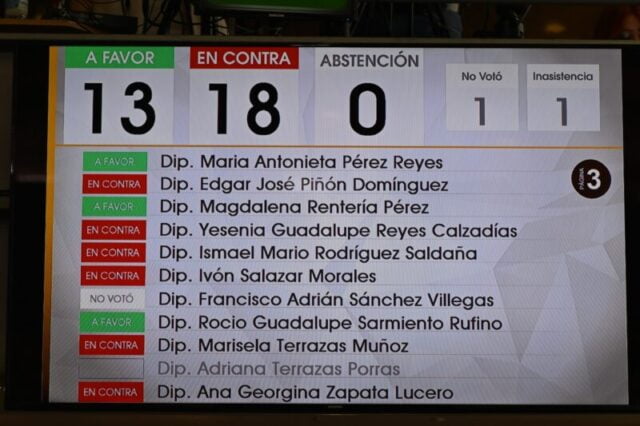 A FAVOR
EN CONTRA
ABSTENCIÓN
No Votó
Inasistencia
13
18
0
1
1
A FAVOR Dip. Maria Antonieta Pérez Reyes
EN CONTRA Dip. Edgar José Piñón Domínguez
PÁGINA 3
A FAVOR Dip. Magdalena Rentería Pérez
EN CONTRA Dip. Yesenia Guadalupe Reyes Calzadías
EN CONTRA Dip. Ismael Mario Rodríguez Saldaña
EN CONTRA Dip. Ivón Salazar Morales
NO VOTÓ Dip. Francisco Adrián Sánchez Villegas
A FAVOR Dip. Rocio Guadalupe Sarmiento Rufino
EN CONTRA Dip. Marisela Terrazas Muñoz
Dip. Adriana Terrazas Porras
EN CONTRA Dip. Ana Georgina Zapata Lucero